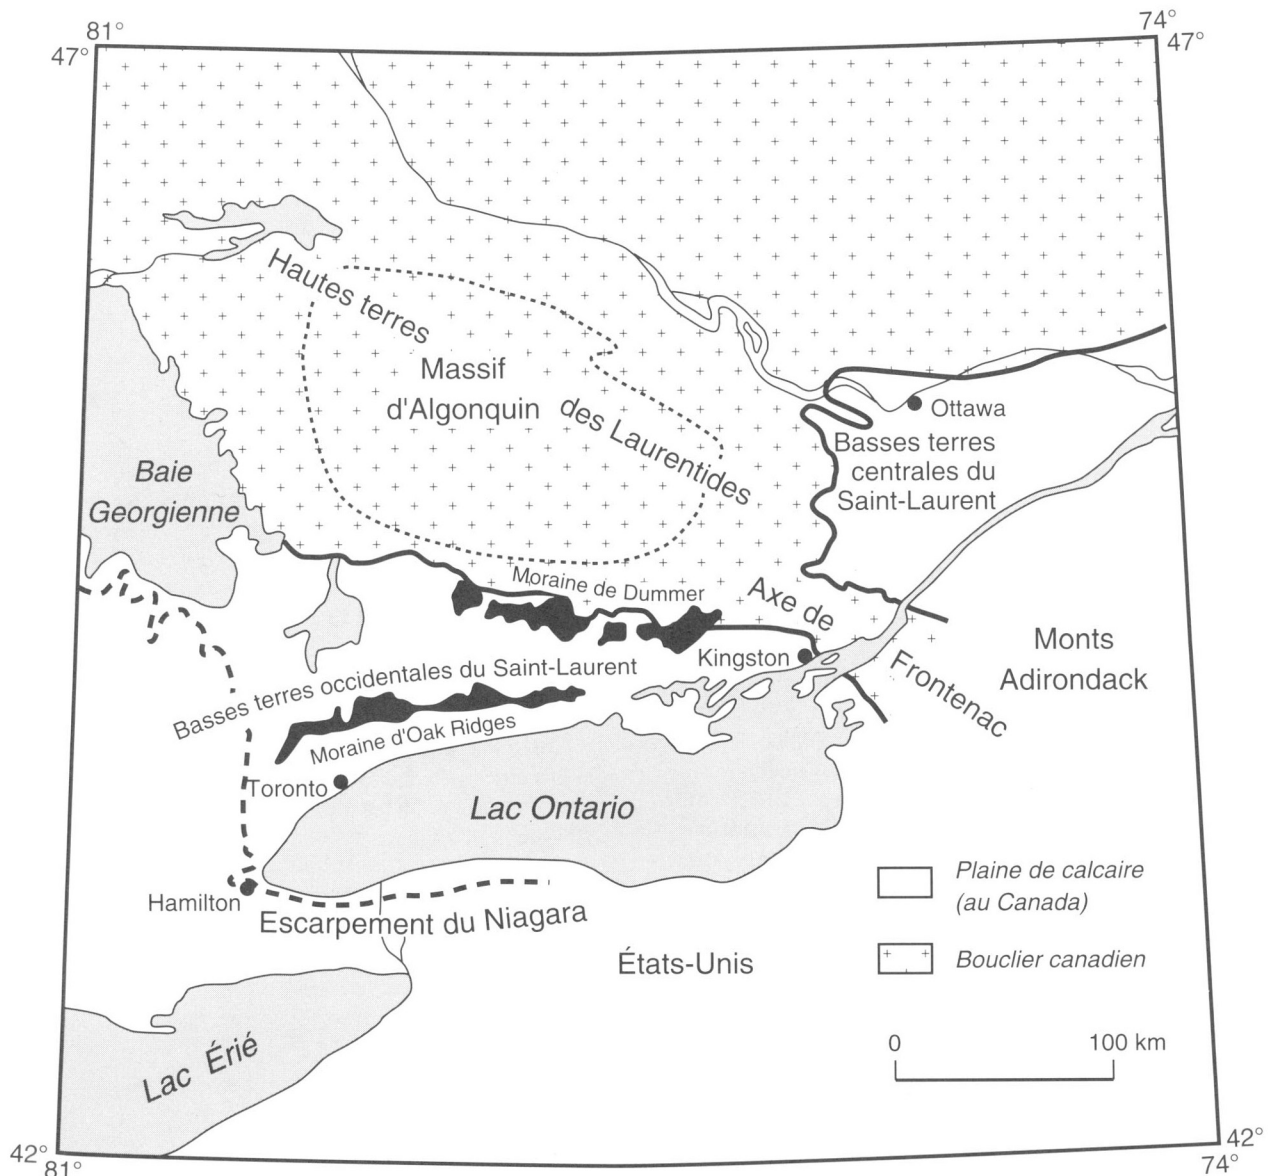 81°
74°
47°
47°
Hautes terres
des Laurentides
Massif
d'Algonquin
Ottawa
Basses terres
centrales du
Saint-Laurent
Baie
Georgienne
Moraine de Dummer
Axe de
Frontenac
Kingston
Monts
Adirondack
Basses terres occidentales du Saint-Laurent
Moraine d'Oak Ridges
Toronto
Lac Ontario
Hamilton
Escarpement du Niagara
États-Unis
Plaine de calcaire
(au Canada)
Bouclier canadien
0 100 km
Lac Érié
42°
42°
81°
74°